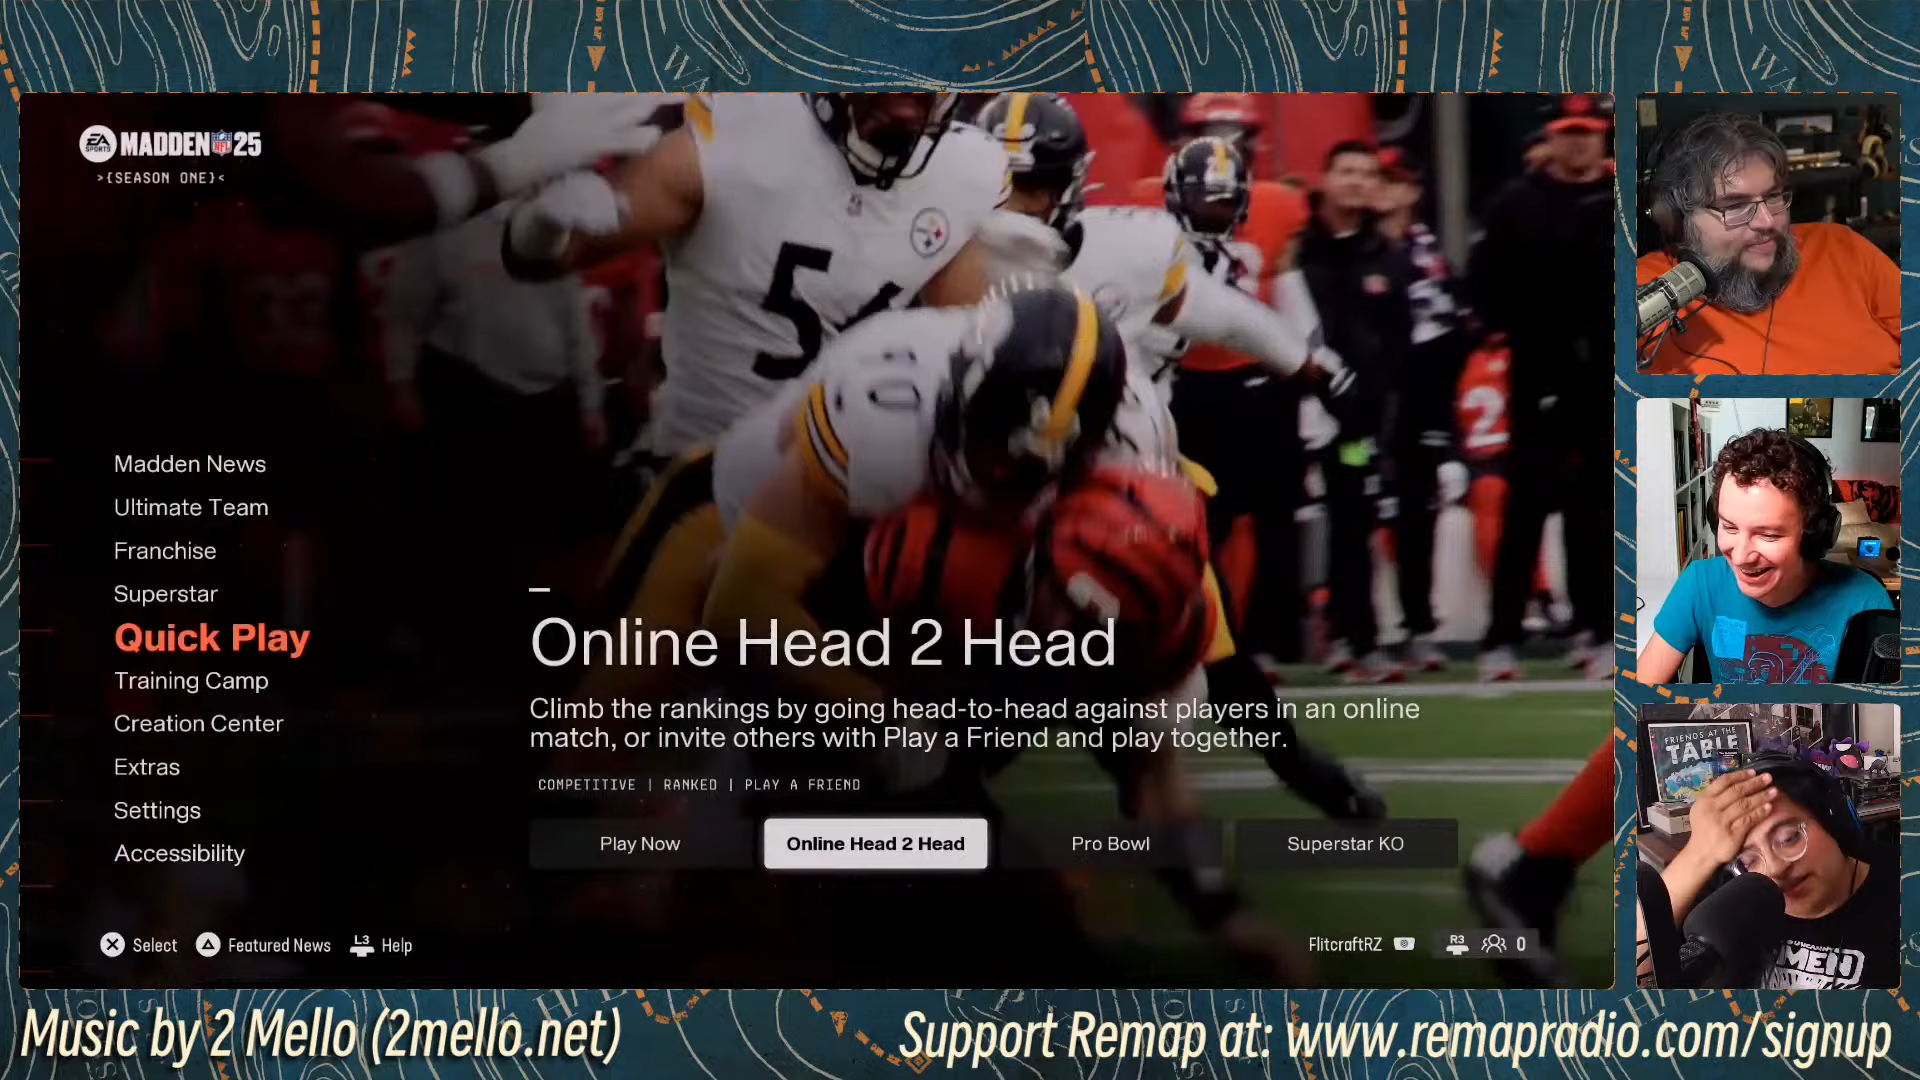 EA SPORTS MADDEN NFL 25
>{SEASON ONE}<
Madden News
Ultimate Team
Franchise
Superstar
Quick Play
Training Camp
Creation Center
Extras
Settings
Accessibility
Online Head 2 Head
Climb the rankings by going head-to-head against players in an online
match, or invite others with Play a Friend and play together.
COMPETITIVE | RANKED | PLAY A FRIEND
Play Now
Online Head 2 Head
Pro Bowl
Superstar KO
Select
Featured News
L3 Help
FlitcraftRZ
R3 0
FRIENDS AT THE
TABLE
Music by 2 Mello (2mello.net)
Support Remap at: www.remapradio.com/signup